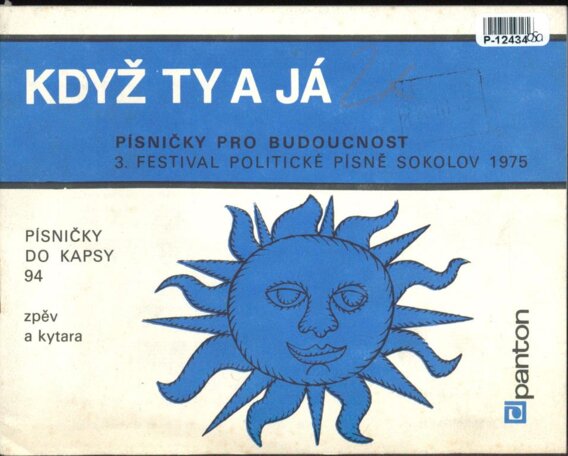 P-12434
KDYŽ TY A JÁ
PÍSNIČKY PRO BUDOUCNOST
3. FESTIVAL POLITICKÉ PÍSNĚ SOKOLOV 1975
PÍSNIČKY
DO KAPSY
94
zpěv
a kytara
panton